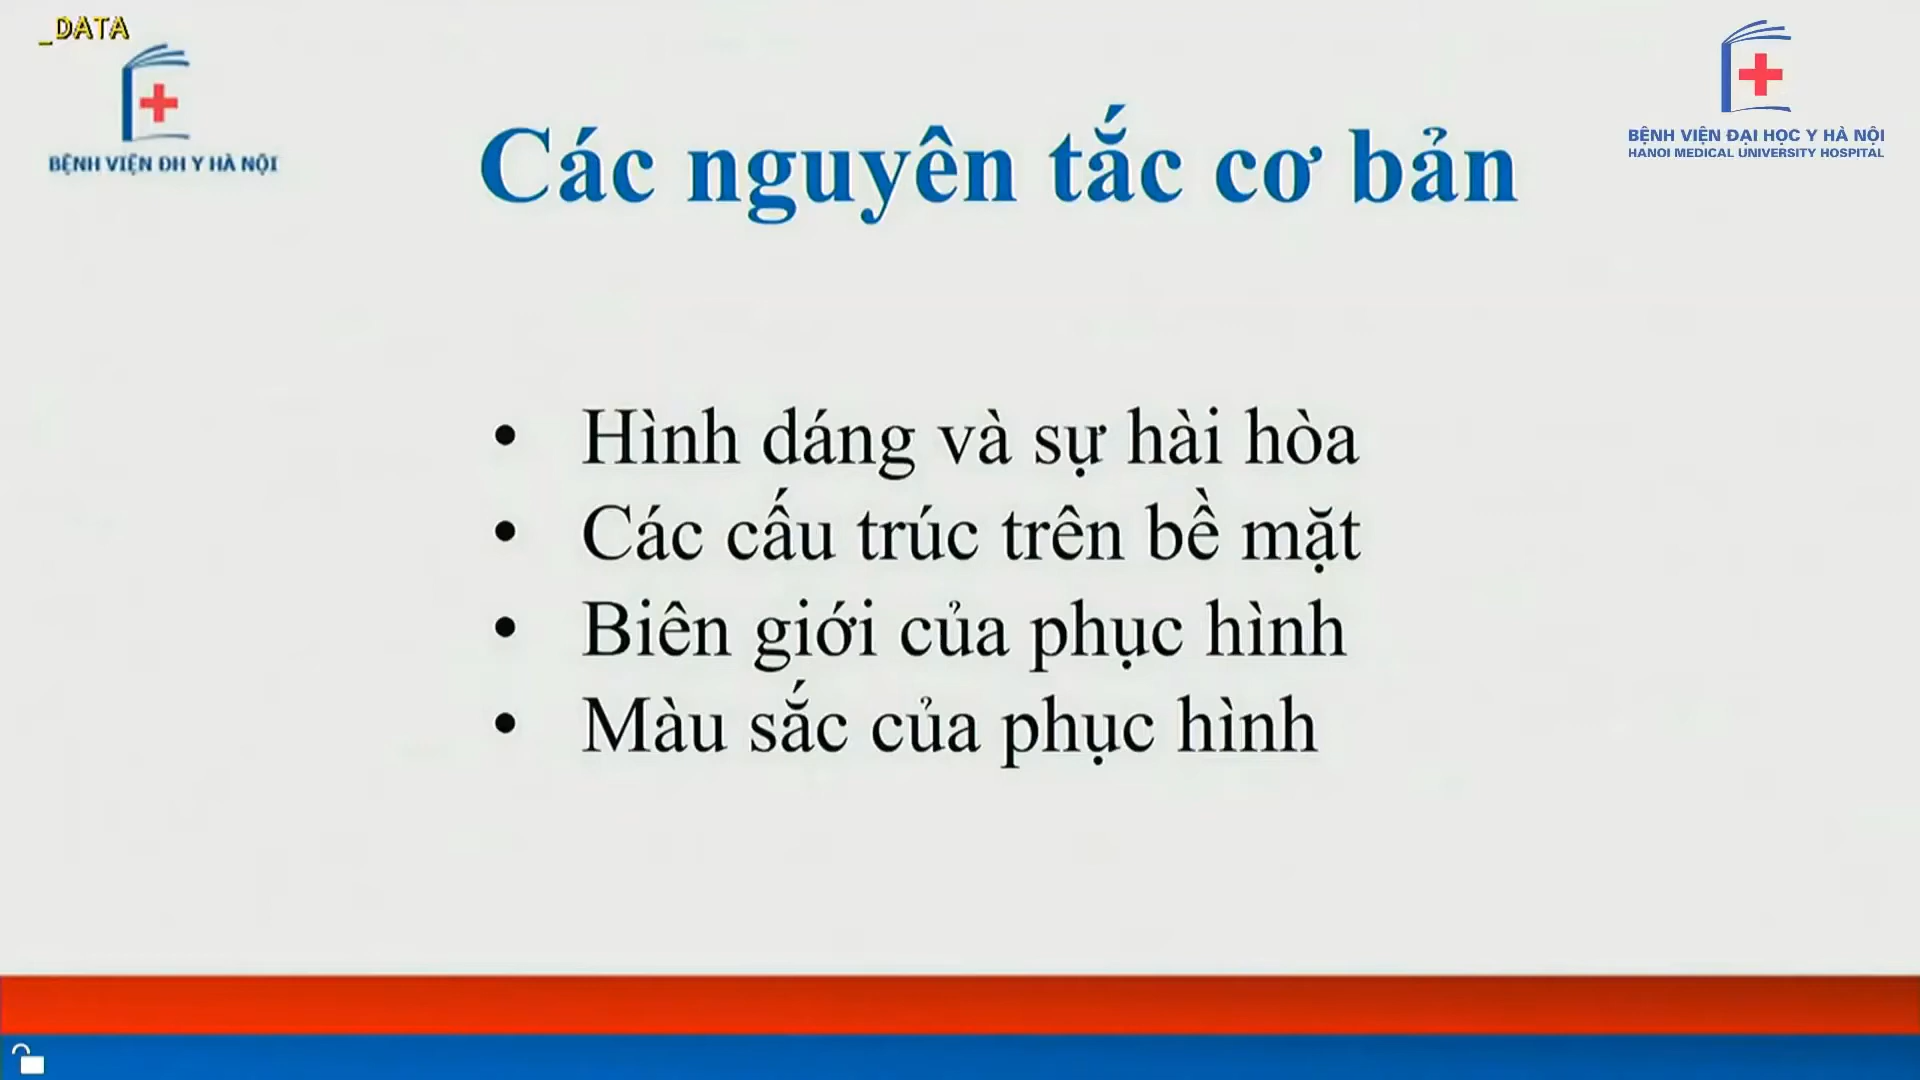 _DATA
BỆNH VIỆN ĐH Y HÀ NỘI
BỆNH VIỆN ĐẠI HỌC Y HÀ NỘI
HANOI MEDICAL UNIVERSITY HOSPITAL
Các nguyên tắc cơ bản
• Hình dáng và sự hài hòa
• Các cấu trúc trên bề mặt
• Biên giới của phục hình
• Màu sắc của phục hình